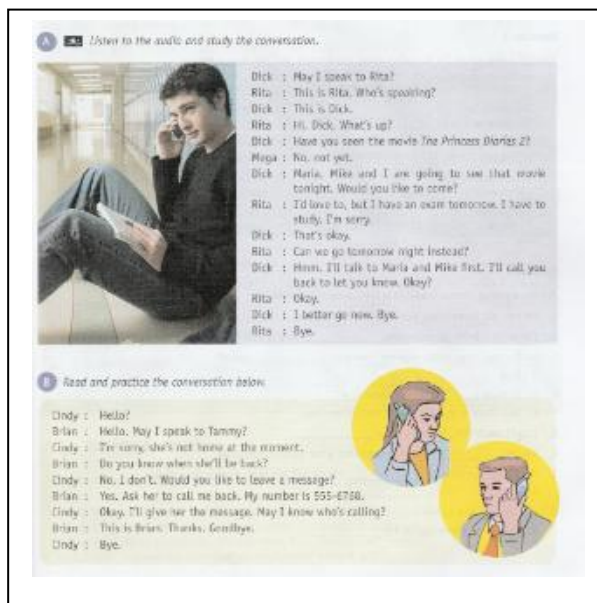 A Listen to the audio and study the conversation.
Dick : May I speak to Rita?
Rita : This is Rita. Who's speaking?
Dick : This is Dick.
Rita : Hi, Dick. What's up?
Dick : Have you seen the movie The Princess Diaries 2?
Mega : No, not yet.
Dick : Maria, Mike and I are going to see that movie
tonight. Would you like to come?
Rita : I'd love to, but I have an exam tomorrow. I have to
study. I'm sorry.
Dick : That's okay.
Rita : Can we go tomorrow night instead?
Dick : Hmm. I'll talk to Maria and Mike first. I'll call you
back to let you know. Okay?
Rita : Okay.
Dick : I better go now. Bye.
Rita : Bye.
B Read and practice the conversation below.
Cindy : Hello?
Brian : Hello. May I speak to Tammy?
Cindy : I'm sorry, she's not home at the moment.
Brian : Do you know when she'll be back?
Cindy : No, I don't. Would you like to leave a message?
Brian : Yes. Ask her to call me back. My number is 555-6768.
Cindy : Okay. I'll give her the message. May I know who's calling?
Brian : This is Brian. Thanks. Goodbye.
Cindy : Bye.